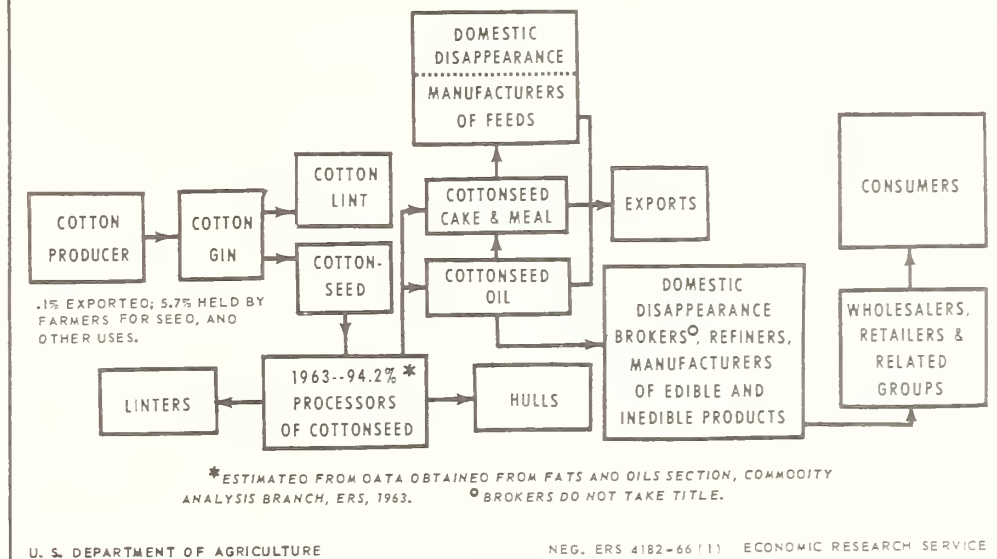 DOMESTIC
DISAPPEARANCE
MANUFACTURERS
OF FEEDS
COTTON
LINT
COTTONSEED
CAKE & MEAL
EXPORTS
CONSUMERS
COTTON
PRODUCER
COTTON
GIN
COTTON-
SEED
COTTONSEED
OIL
.1% EXPORTED; 5.7% HELD BY
FARMERS FOR SEED, AND
OTHER USES.
DOMESTIC
DISAPPEARANCE
BROKERS°, REFINERS,
MANUFACTURERS
OF EDIBLE AND
INEDIBLE PRODUCTS
WHOLESALERS,
RETAILERS &
RELATED
GROUPS
LINTERS
1963--94.2% *
PROCESSORS
OF COTTONSEED
HULLS
*ESTIMATED FROM DATA OBTAINED FROM FATS AND OILS SECTION, COMMODITY
ANALYSIS BRANCH, ERS, 1963. °BROKERS DO NOT TAKE TITLE.
U. S. DEPARTMENT OF AGRICULTURE NEG. ERS 4182-66 (1) ECONOMIC RESEARCH SERVICE